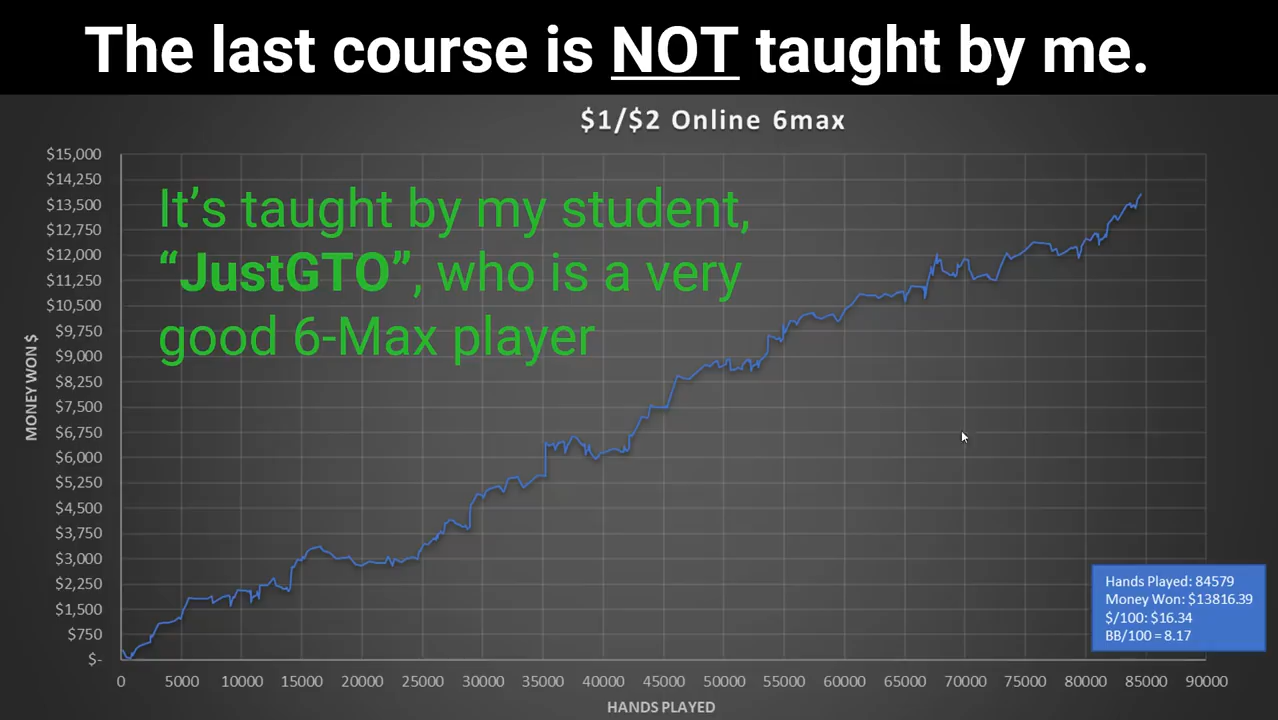 The last course is NOT taught by me.
$1/$2 Online 6max
It’s taught by my student,
“JustGTO”, who is a very
good 6-Max player
MONEY WON $
$15,000
$14,250
$13,500
$12,750
$12,000
$11,250
$10,500
$9,750
$9,000
$8,250
$7,500
$6,750
$6,000
$5,250
$4,500
$3,750
$3,000
$2,250
$1,500
$750
$-
0 5000 10000 15000 20000 25000 30000 35000 40000 45000 50000 55000 60000 65000 70000 75000 80000 85000 90000
HANDS PLAYED
Hands Played: 84579
Money Won: $13816.39
$/100: $16.34
BB/100 = 8.17